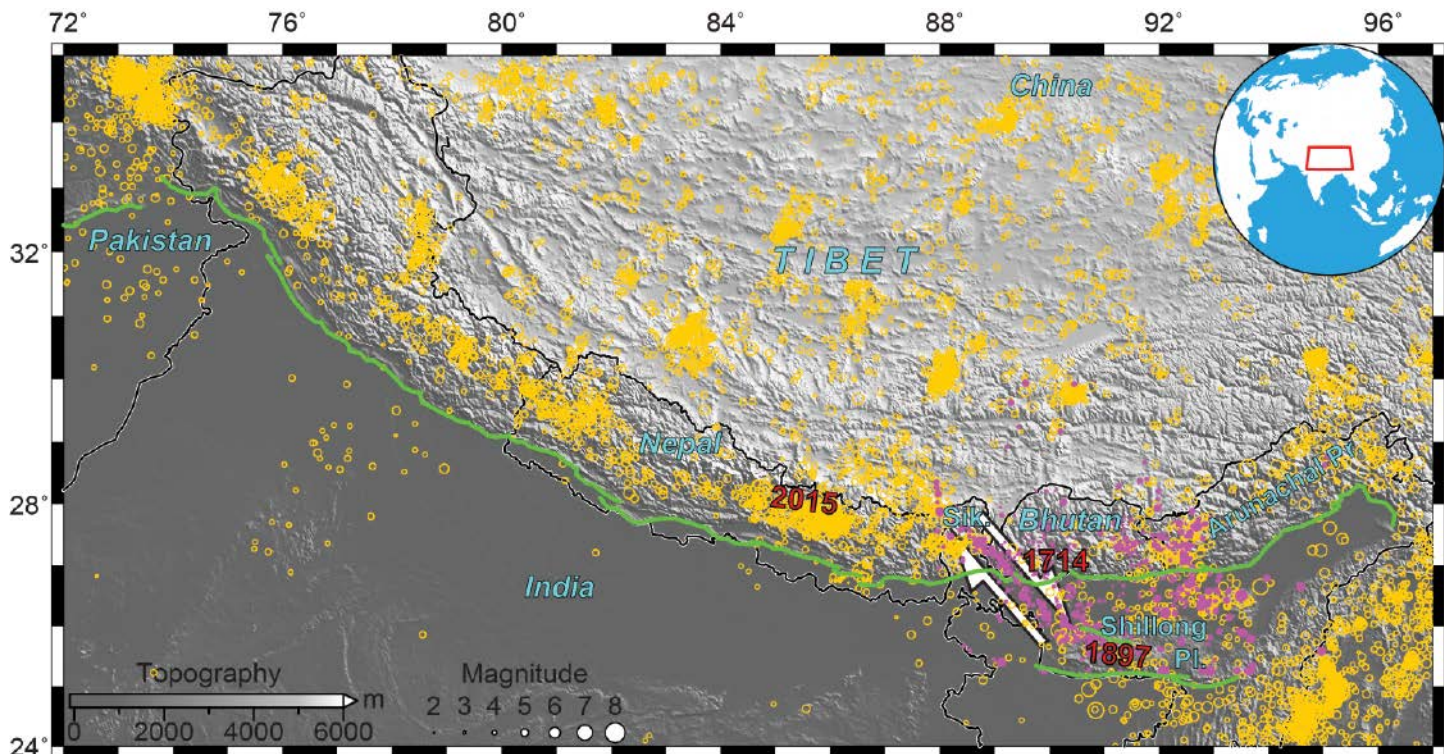 72° 76° 80° 84° 88° 92° 96°
China
32°
Pakistan
TIBET
Nepal
Arunachal Pr.
28°
2015
Sik.
Bhutan
1714
India
Shillong
Pl.
1897
Topography
m
0 2000 4000 6000
Magnitude
2 3 4 5 6 7 8
24°